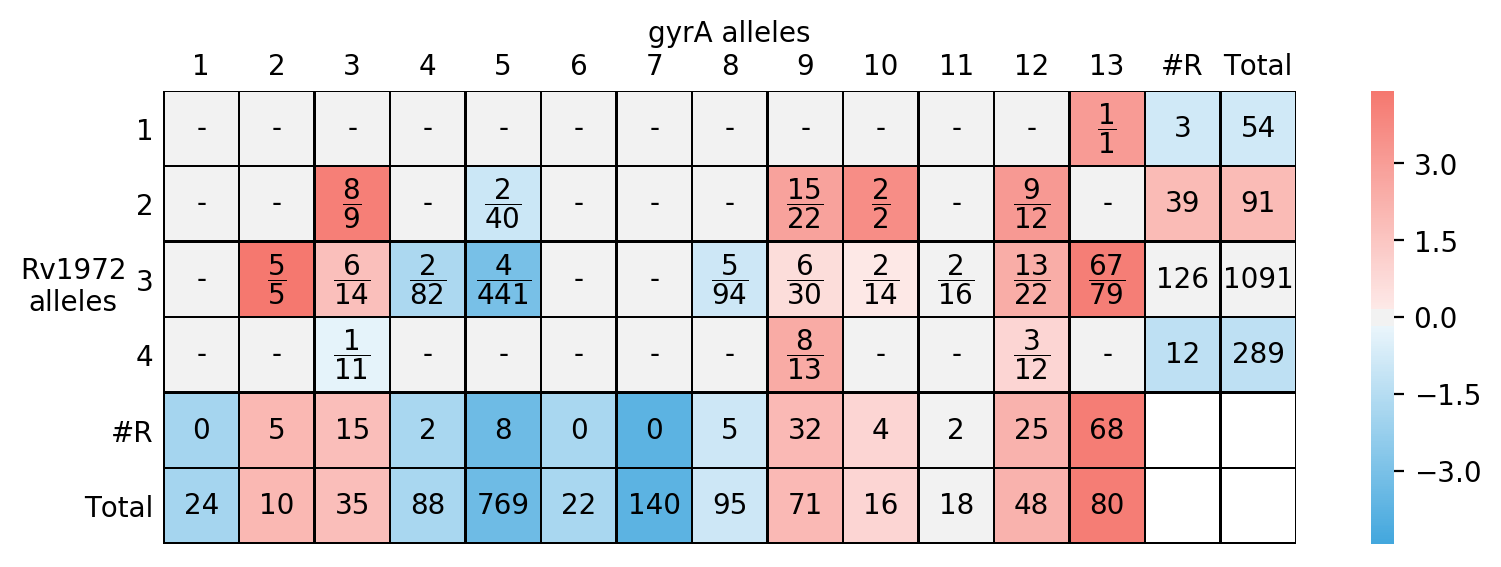 gyrA alleles
1 2 3 4 5 6 7 8 9 10 11 12 13 #R Total
1 - - - - - - - - - - - - 1/1 3 54
2 - - 8/9 - 2/40 - - - 15/22 2/2 - 9/12 - 39 91
Rv1972 alleles
3 - 5/5 6/14 2/82 4/441 - - 5/94 6/30 2/14 2/16 13/22 67/79 126 1091
4 - - 1/11 - - - - - 8/13 - - 3/12 - 12 289
#R 0 5 15 2 8 0 0 5 32 4 2 25 68
Total 24 10 35 88 769 22 140 95 71 16 18 48 80
3.0
1.5
0.0
−1.5
−3.0